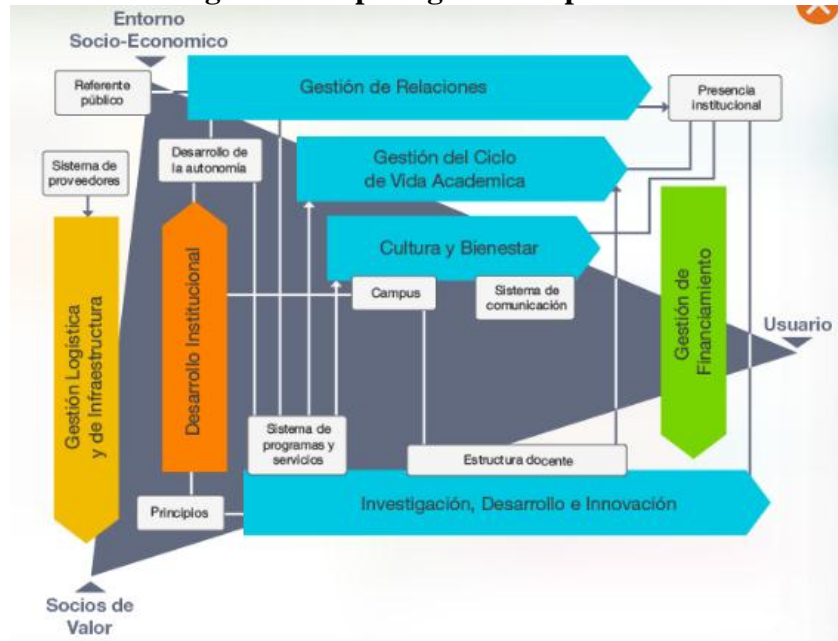 Entorno
Socio-Economico
Referente
público
Gestión de Relaciones
Presencia
institucional
Desarrollo de
la autonomía
Sistema de
proveedores
Gestión del Ciclo
de Vida Academica
Cultura y Bienestar
Campus
Sistema de
comunicación
Gestión Logística
y de Infraestructura
Desarrollo Institucional
Gestión de
Financiamiento
Usuario
Sistema de
programas y
servicios
Estructura docente
Principios
Investigación, Desarrollo e Innovación
Socios de
Valor